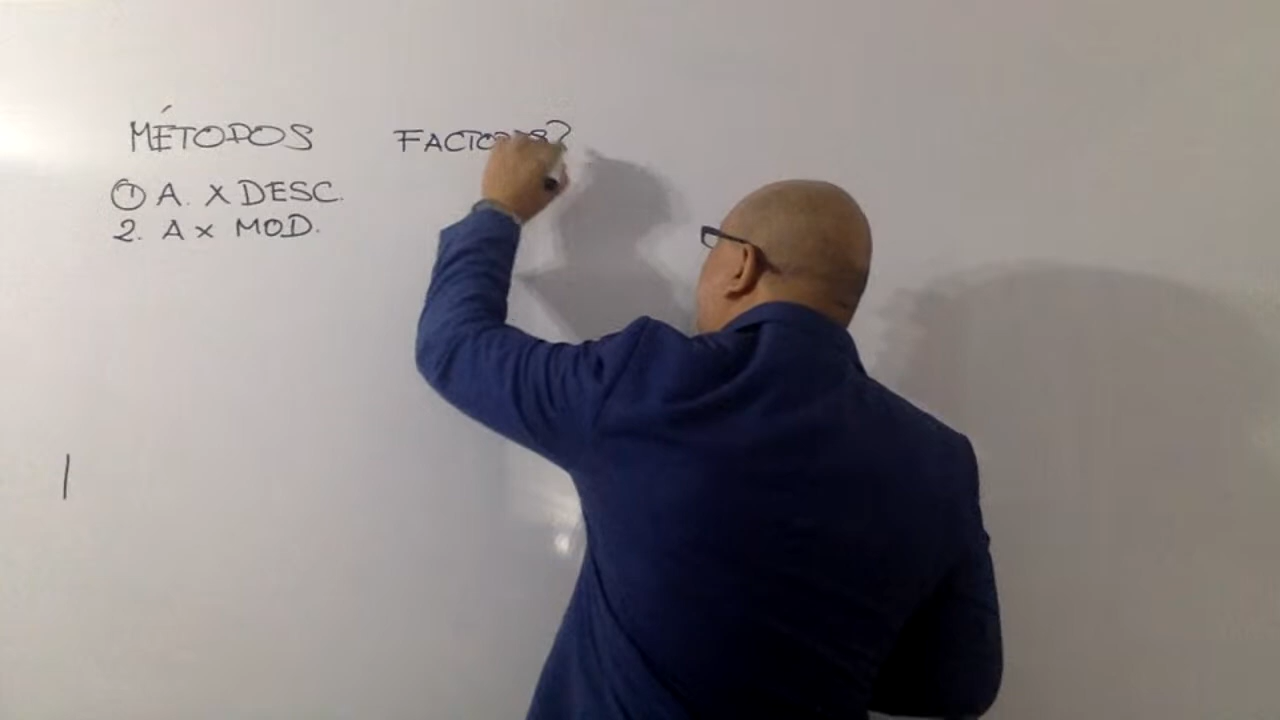 MÉTODOS
① A. X DESC.
2. A X MOD.